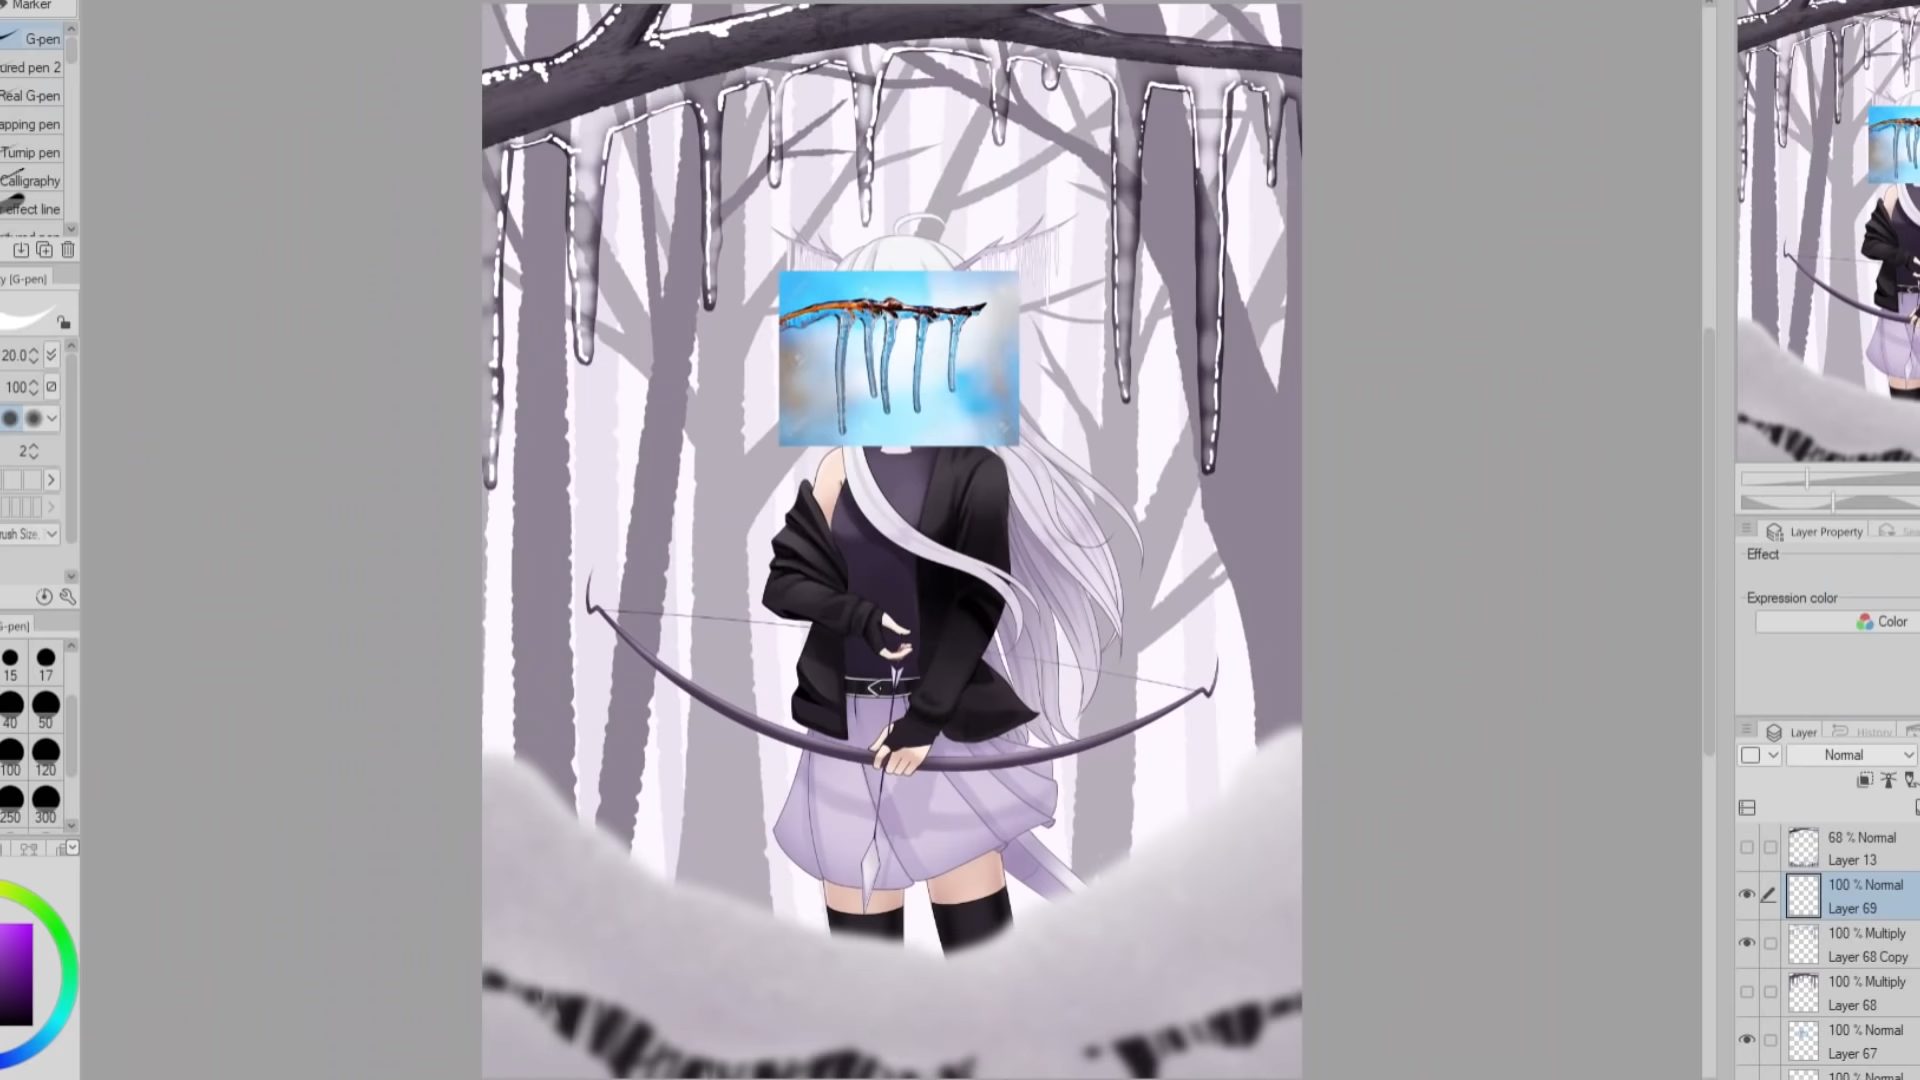 Marker
G-pen
ured pen 2
Real G-pen
apping pen
Turnip pen
Calligraphy
effect line
y [G-pen]
20.0
100
2
rush Size.
G-pen]
15 17
40 50
100 120
250 300
Layer Property
Effect
Expression color
Color
Layer History
Normal
68 % Normal
Layer 13
100 % Normal
Layer 69
100 % Multiply
Layer 68 Copy
100 % Multiply
Layer 68
100 % Normal
Layer 67